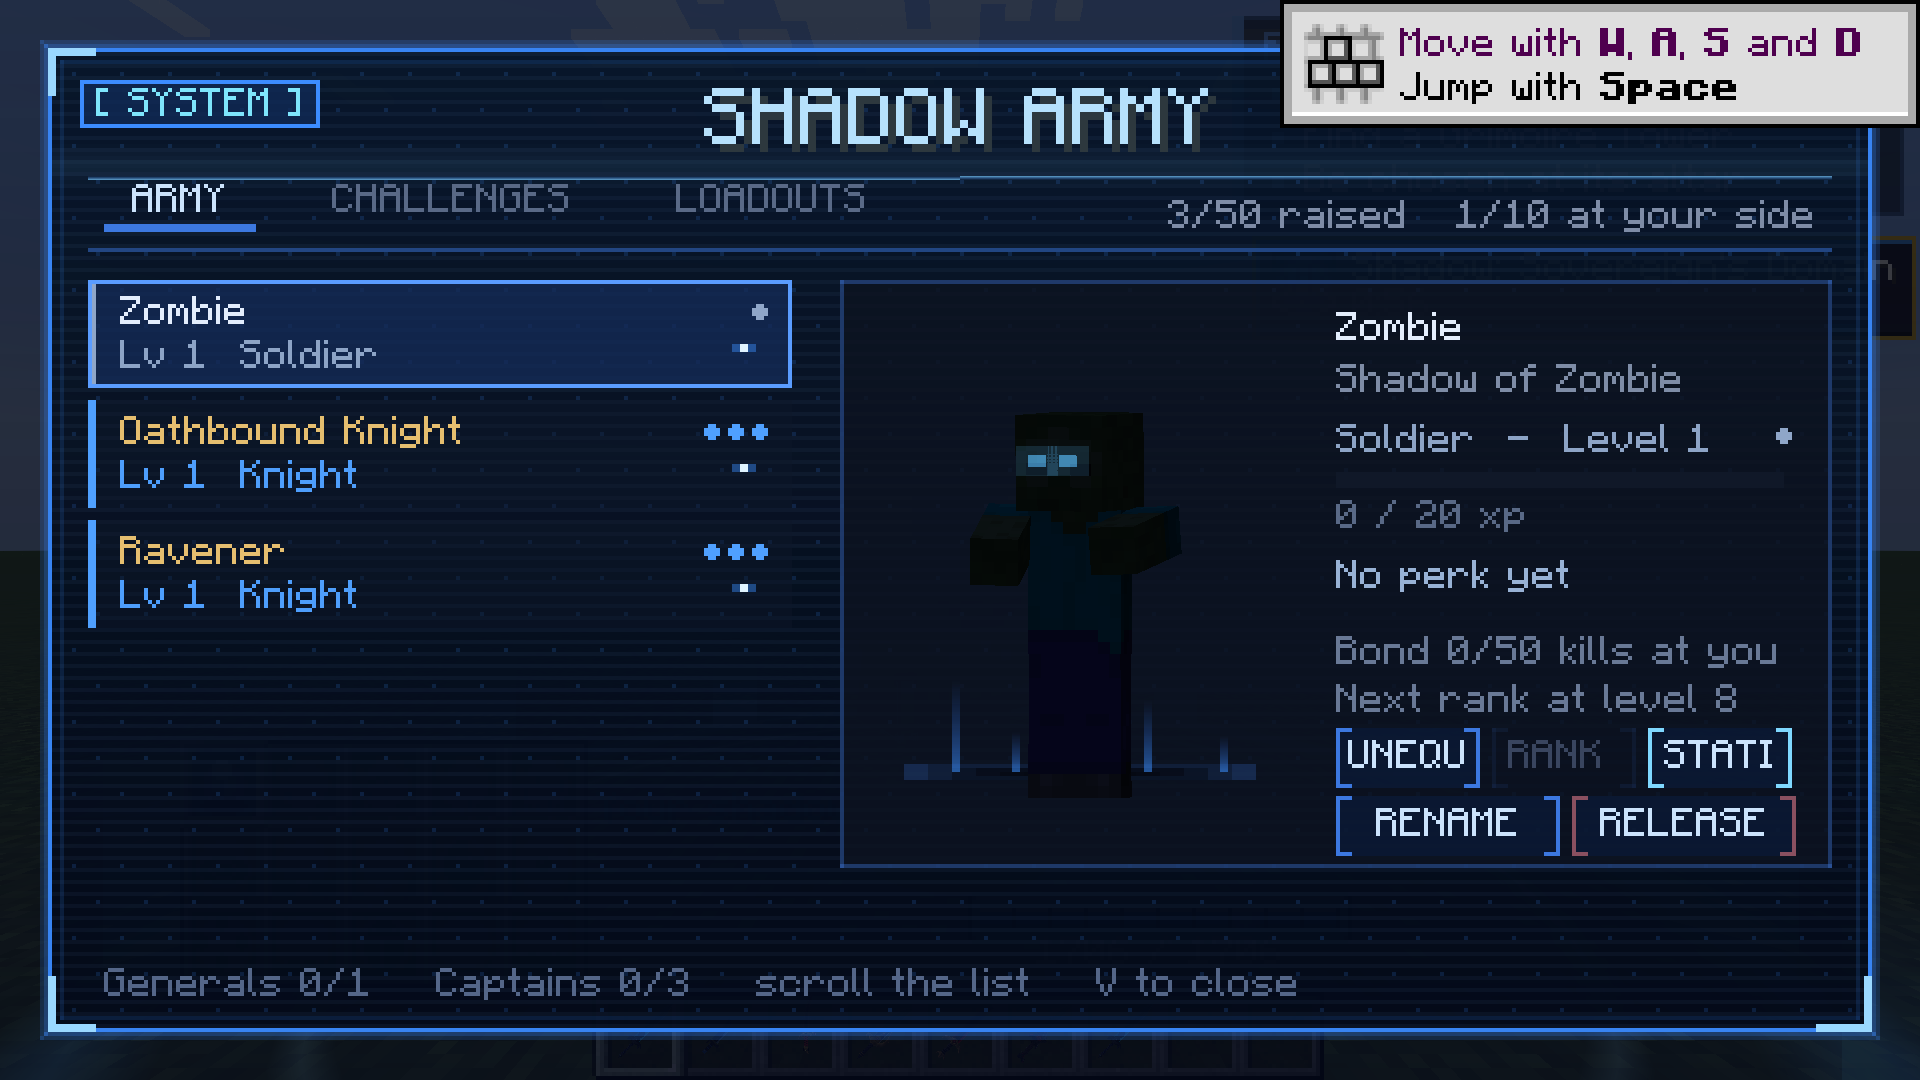 Move with W, A, S and D
Jump with Space
[ SYSTEM ]
SHADOW ARMY
ARMY CHALLENGES LOADOUTS
3/50 raised 1/10 at your side
Zombie
Lv 1 Soldier
Oathbound Knight
Lv 1 Knight
Ravener
Lv 1 Knight
Zombie
Shadow of Zombie
Soldier - Level 1
0 / 20 xp
No perk yet
Bond 0/50 kills at you
Next rank at level 8
[UNEQU] [RANK ] [STATI]
[ RENAME ] [ RELEASE ]
Generals 0/1 Captains 0/3 scroll the list V to close